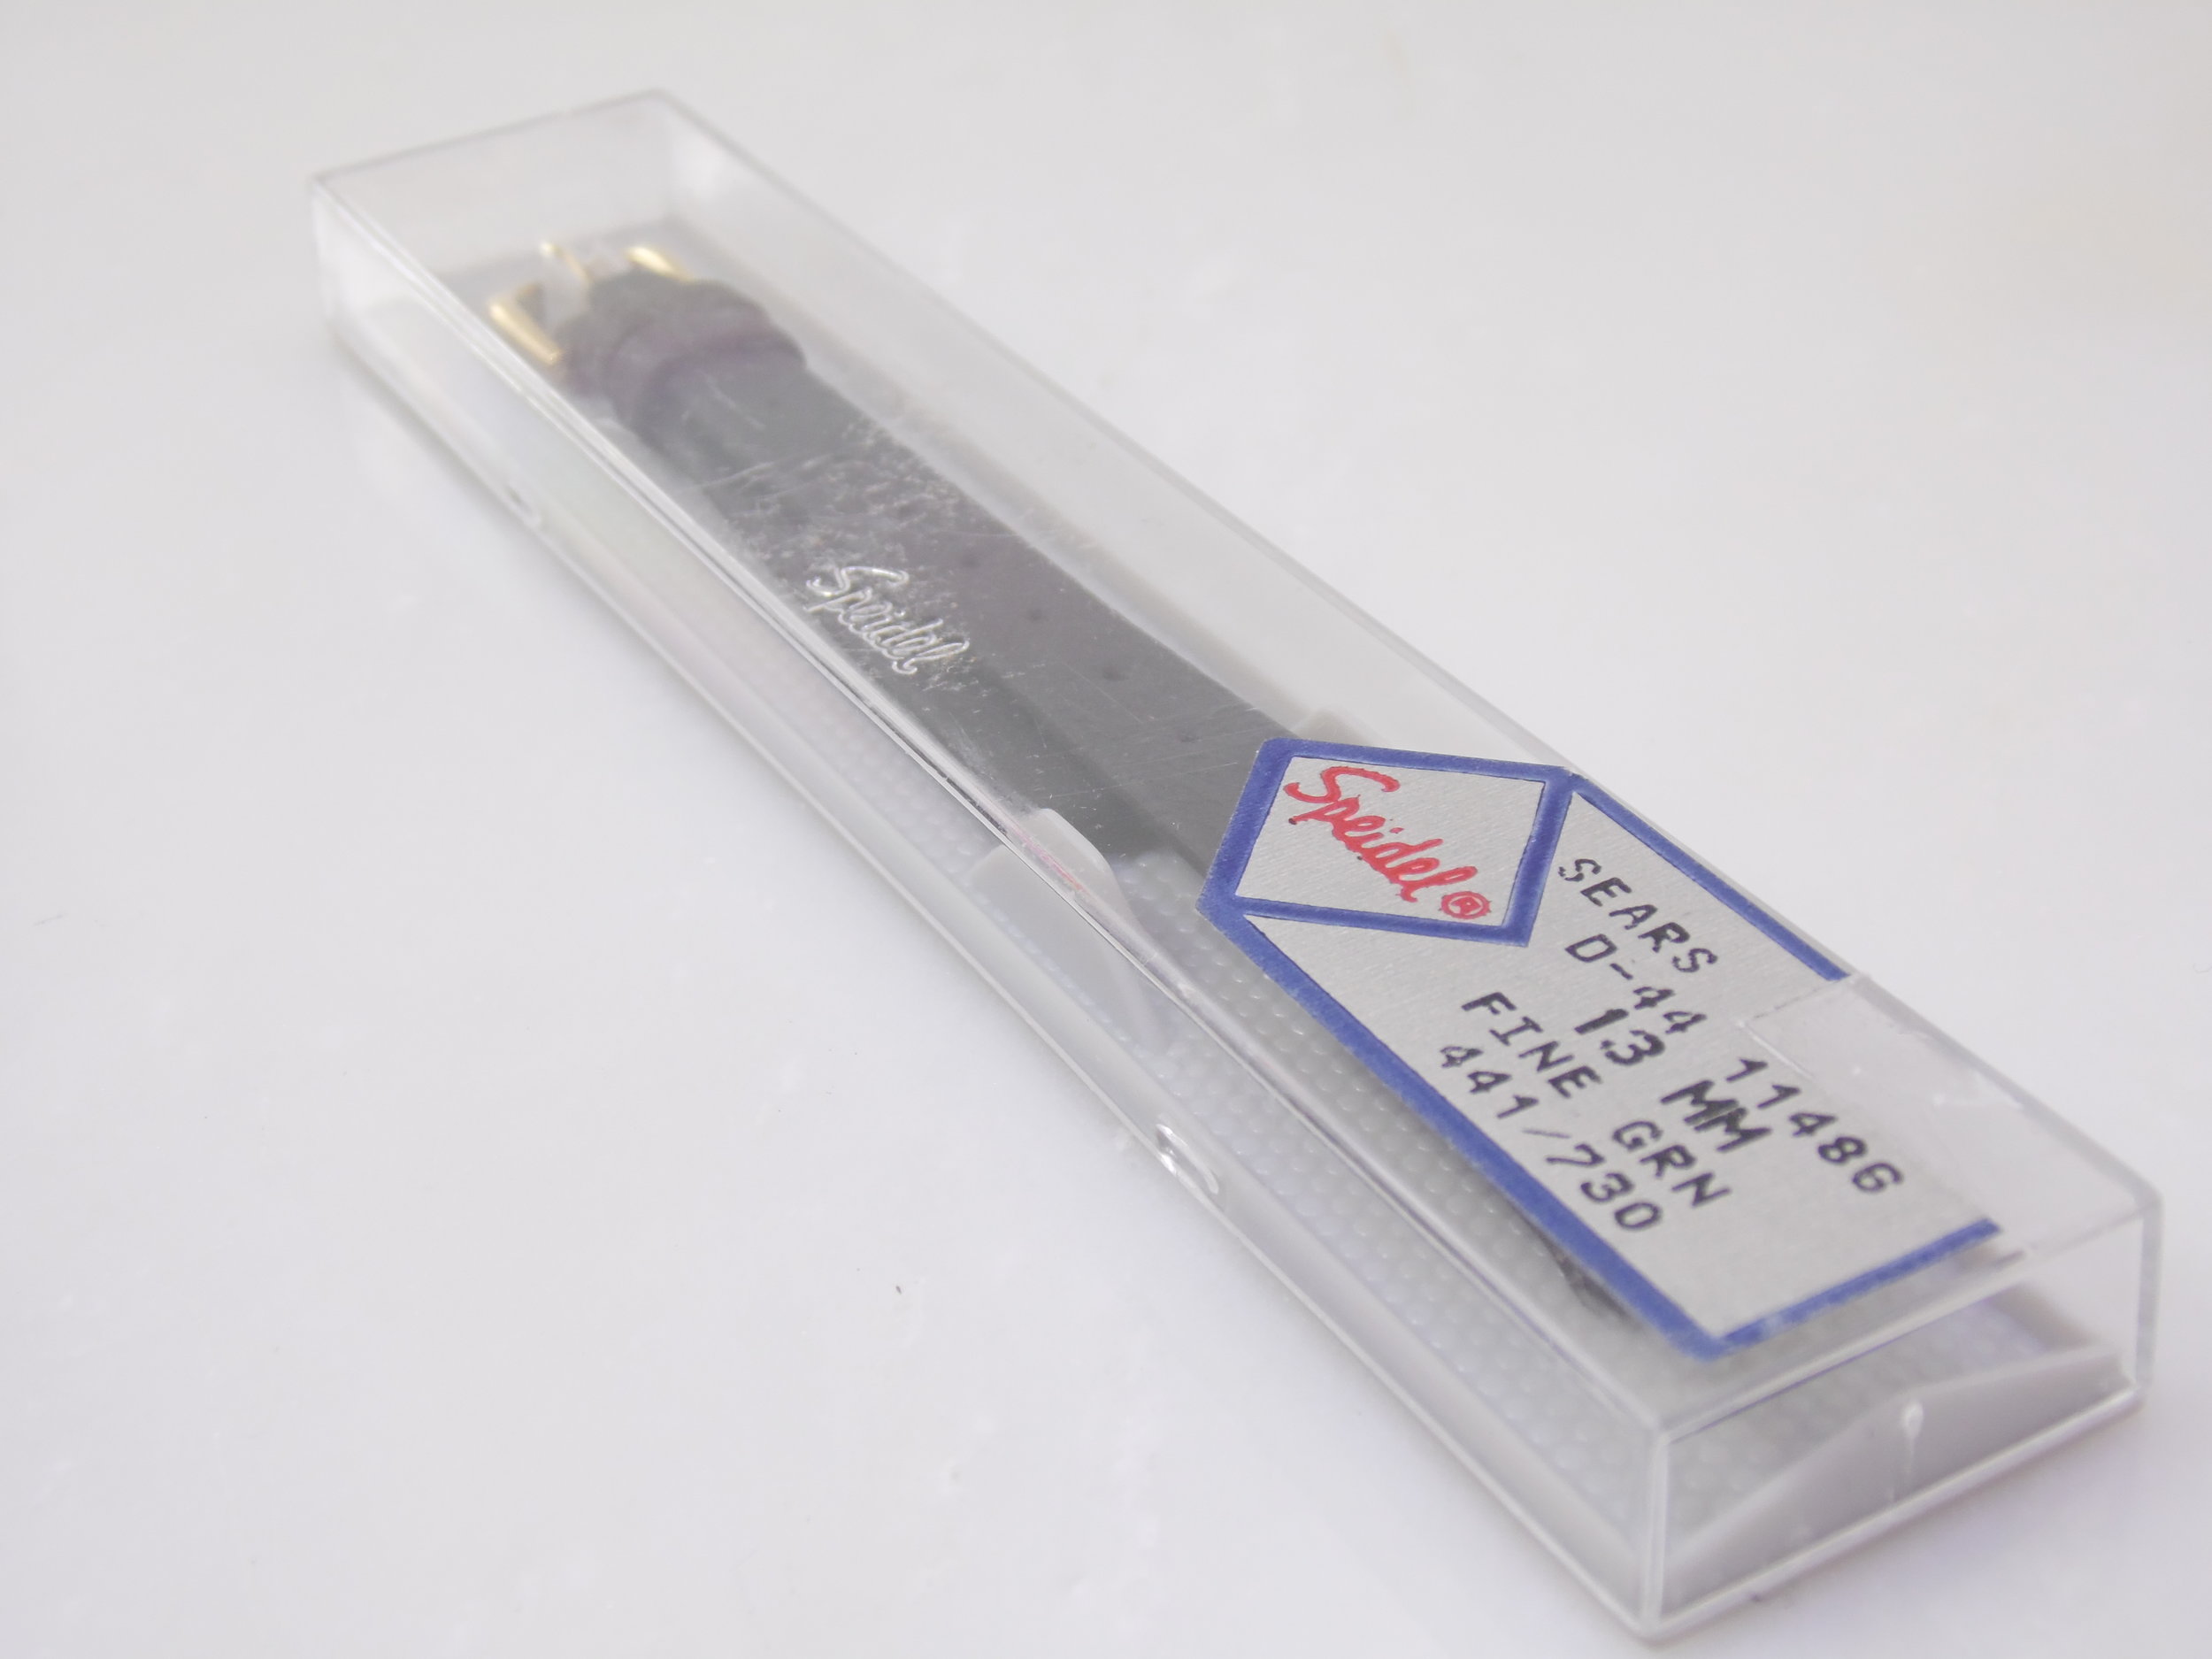 Speidel
Speidel®
SEARS
D-44 11486
13 MM
FINE GRN
441/730